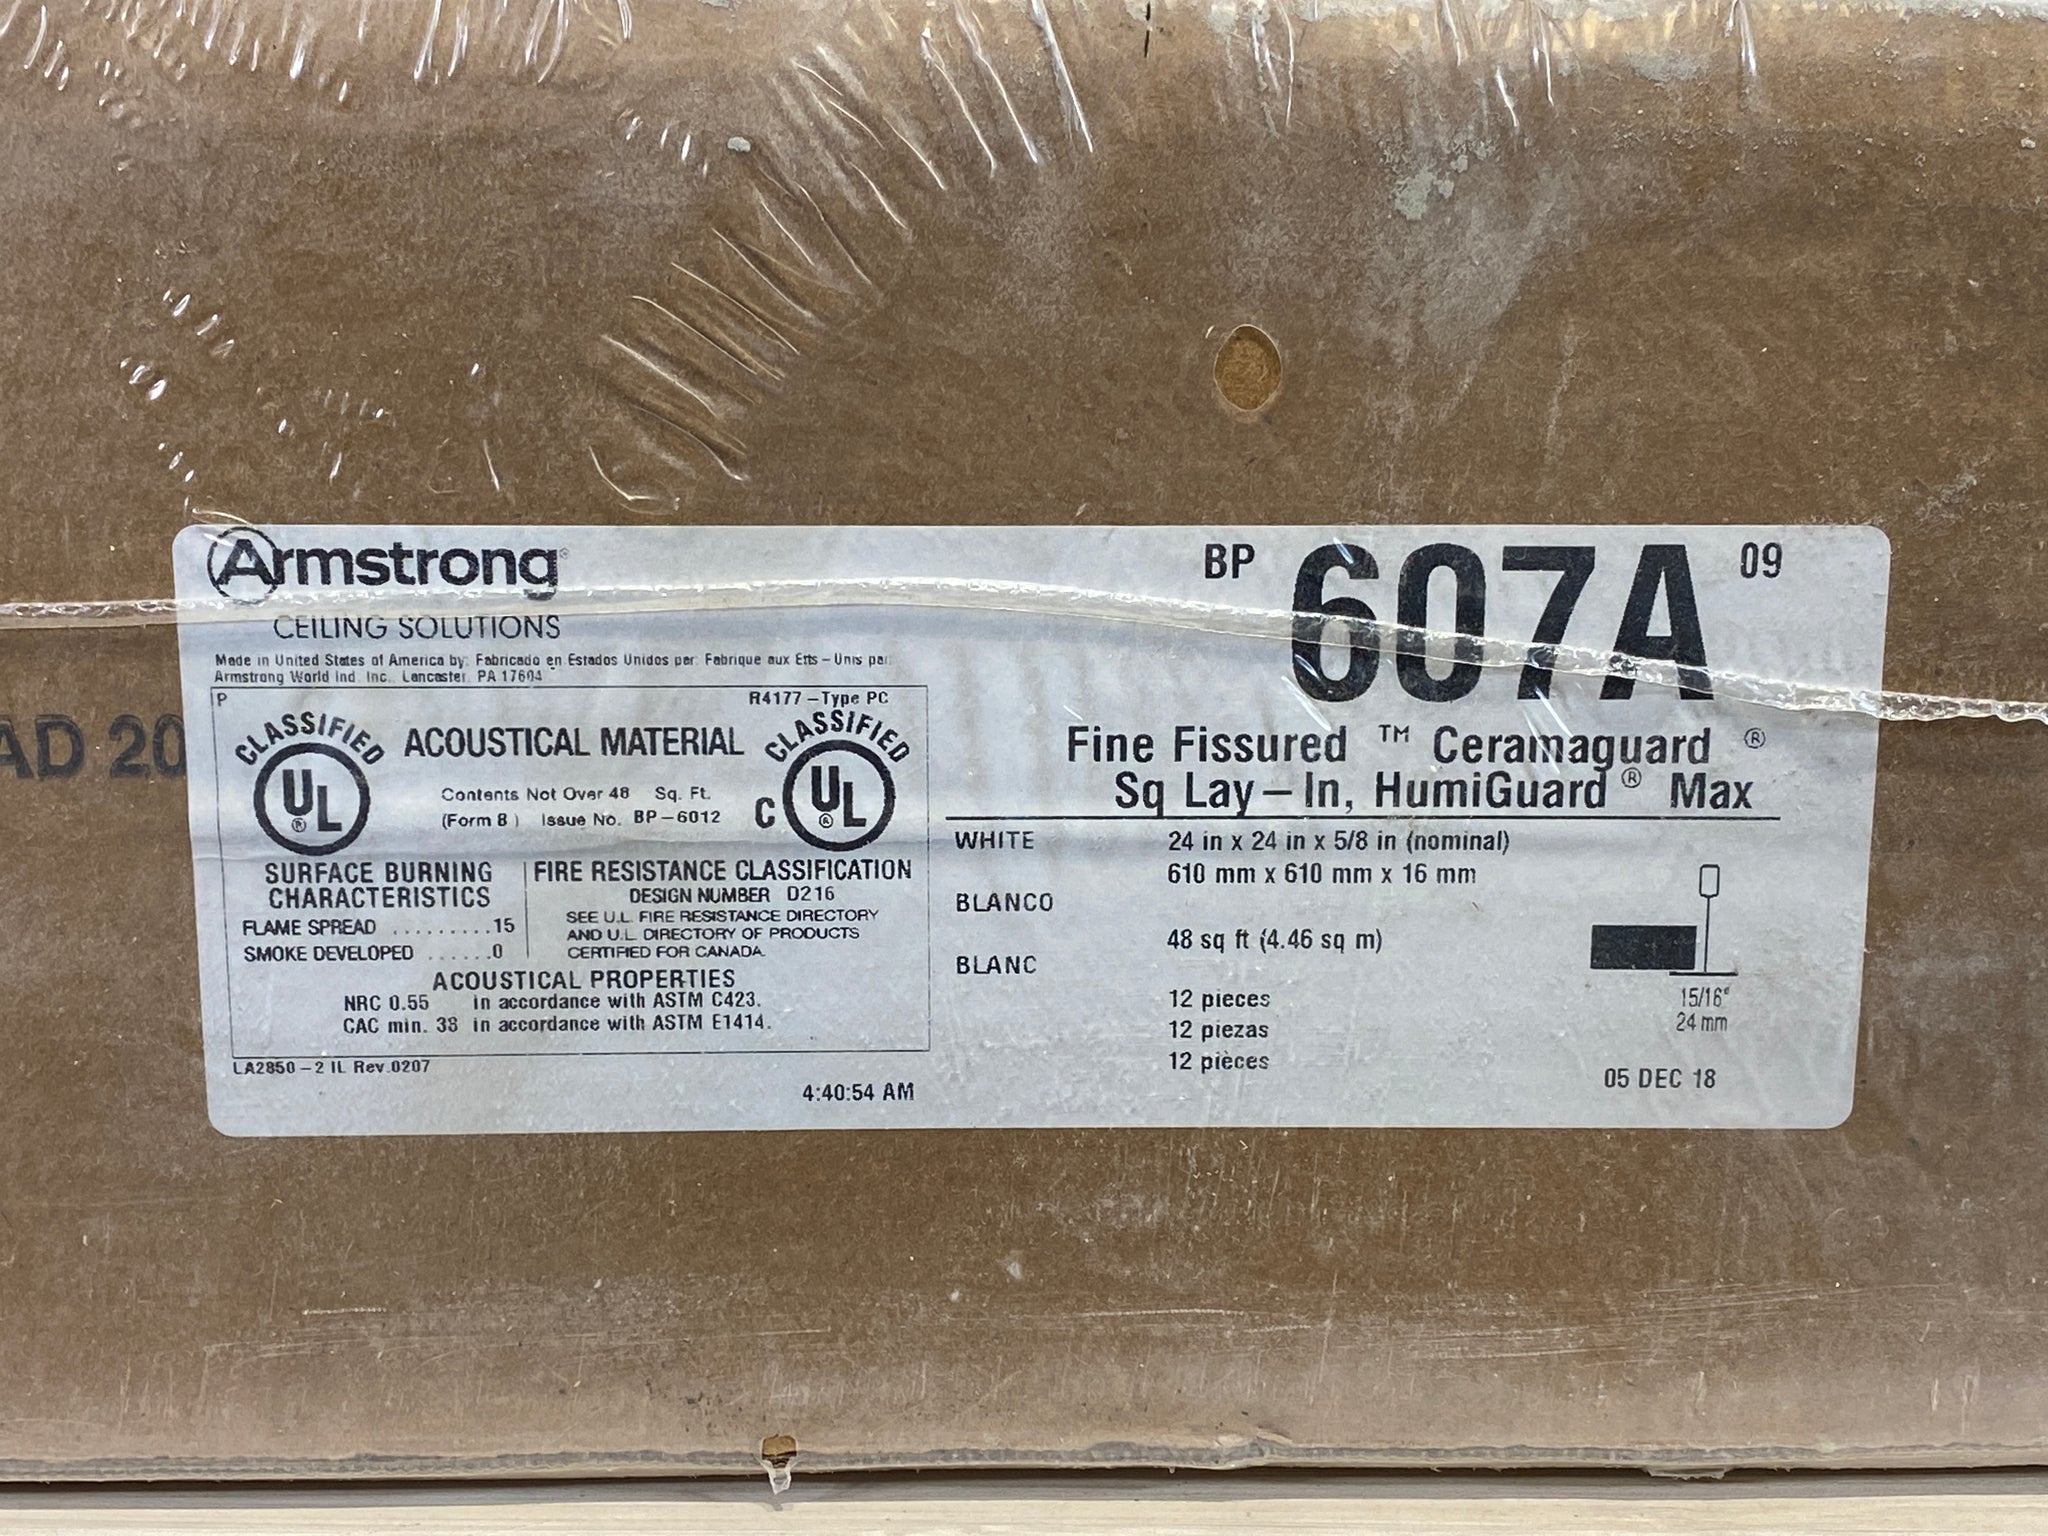 Armstrong®
CEILING SOLUTIONS
Made in United States of America by: Fabricado en Estados Unidos por: Fabrique aux Etts – Unis par:
Armstrong World Ind. Inc., Lancaster, PA 17604
AD 20
P
R4177 – Type PC
CLASSIFIED
UL®
ACOUSTICAL MATERIAL
Contents Not Over 48 Sq. Ft.
(Form B) Issue No. BP – 6012
CLASSIFIED
C UL®
SURFACE BURNING
CHARACTERISTICS
FLAME SPREAD .........15
SMOKE DEVELOPED ......0
FIRE RESISTANCE CLASSIFICATION
DESIGN NUMBER D216
SEE U.L. FIRE RESISTANCE DIRECTORY
AND U.L. DIRECTORY OF PRODUCTS
CERTIFIED FOR CANADA.
ACOUSTICAL PROPERTIES
NRC 0.55 in accordance with ASTM C423.
CAC min. 38 in accordance with ASTM E1414.
LA2850 – 2 IL Rev.0207
4:40:54 AM
BP 607A 09
Fine Fissured ™ Ceramaguard ®
Sq Lay – In, HumiGuard ® Max
WHITE 24 in x 24 in x 5/8 in (nominal)
610 mm x 610 mm x 16 mm
BLANCO
48 sq ft (4.46 sq m)
BLANC
12 pieces
12 piezas
12 pièces
15/16"
24 mm
05 DEC 18